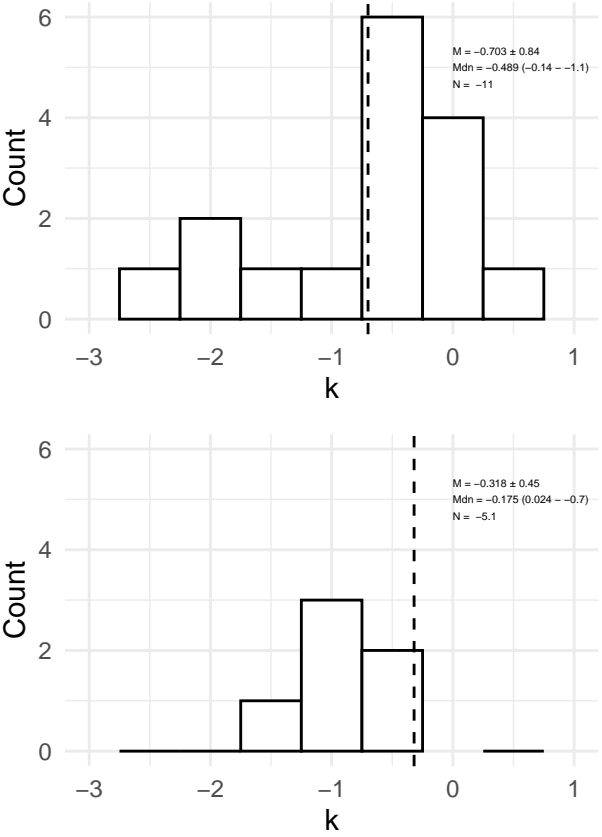 6
4
2
0
Count
M = −0.703 ± 0.84
Mdn = −0.489 (−0.14 − −1.1)
N =  −11
−3 −2 −1 0 1
k
6
4
2
0
Count
M = −0.318 ± 0.45
Mdn = −0.175 (0.024 − −0.7)
N =  −5.1
−3 −2 −1 0 1
k